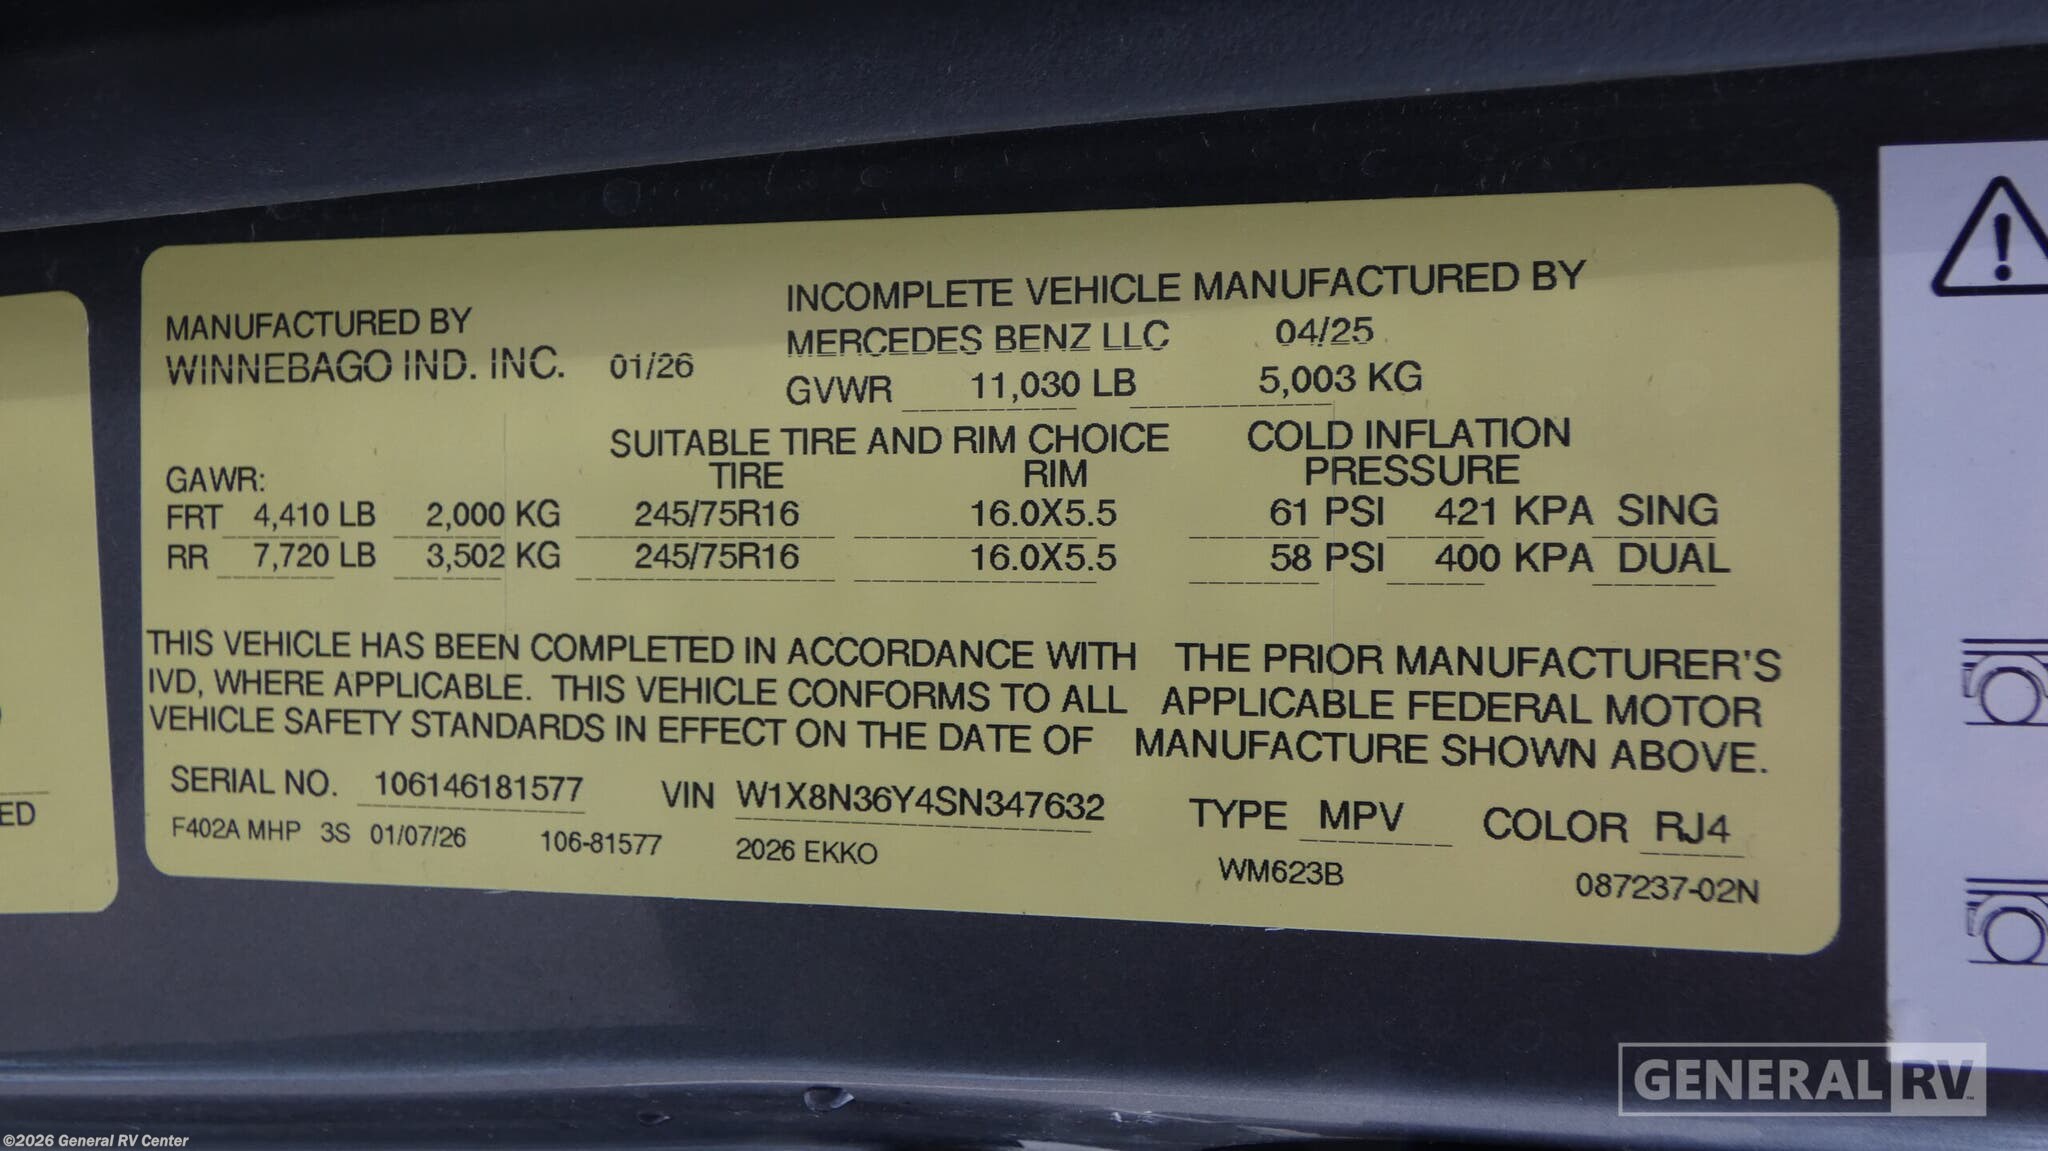 MANUFACTURED BY
WINNEBAGO IND. INC. 01/26
INCOMPLETE VEHICLE MANUFACTURED BY
MERCEDES BENZ LLC 04/25
GVWR 11,030 LB 5,003 KG
SUITABLE TIRE AND RIM CHOICE COLD INFLATION
GAWR: TIRE RIM PRESSURE
FRT 4,410 LB 2,000 KG 245/75R16 16.0X5.5 61 PSI 421 KPA SING
RR 7,720 LB 3,502 KG 245/75R16 16.0X5.5 58 PSI 400 KPA DUAL
THIS VEHICLE HAS BEEN COMPLETED IN ACCORDANCE WITH THE PRIOR MANUFACTURER'S
IVD, WHERE APPLICABLE. THIS VEHICLE CONFORMS TO ALL APPLICABLE FEDERAL MOTOR
VEHICLE SAFETY STANDARDS IN EFFECT ON THE DATE OF MANUFACTURE SHOWN ABOVE.
SERIAL NO. 106146181577 VIN W1X8N36Y4SN347632 TYPE MPV COLOR RJ4
F402A MHP 3S 01/07/26 106-81577 2026 EKKO WM623B 087237-02N
ED
GENERAL RV
©2026 General RV Center